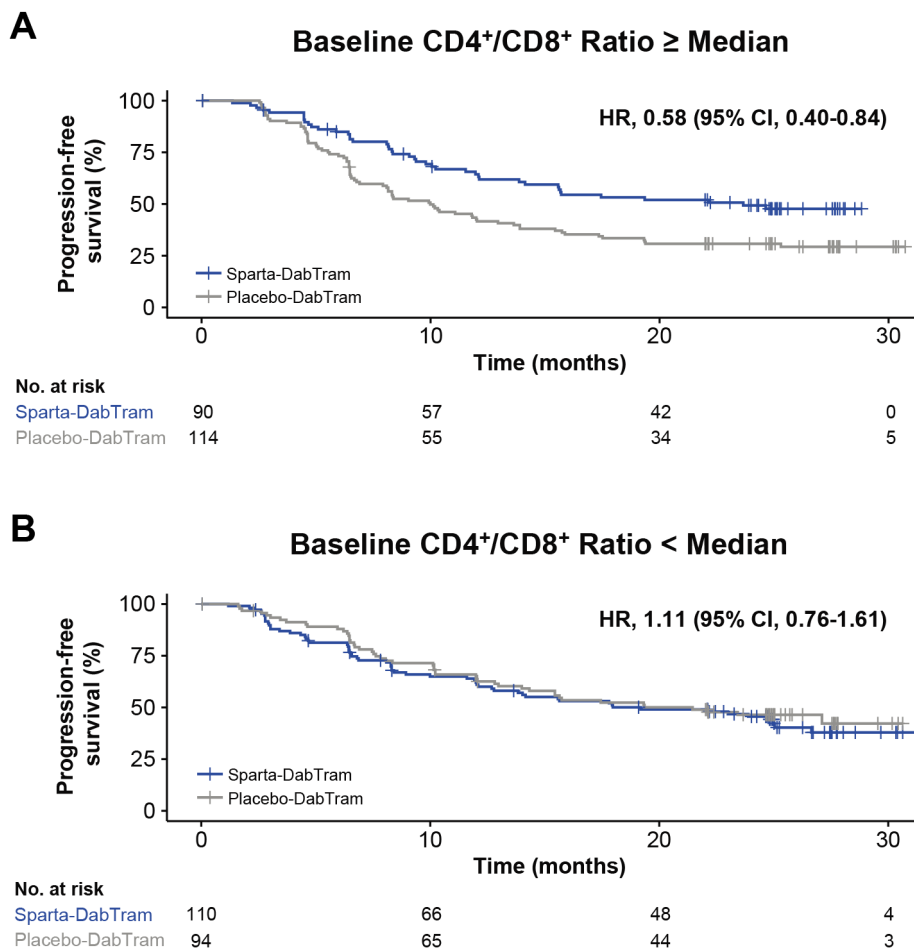 A
Baseline CD4⁺/CD8⁺ Ratio ≥ Median
HR, 0.58 (95% CI, 0.40-0.84)
Progression-free
survival (%)
100
75
50
25
0
Sparta-DabTram
Placebo-DabTram
0 10 20 30
Time (months)
No. at risk
Sparta-DabTram 90 57 42 0
Placebo-DabTram 114 55 34 5
B
Baseline CD4⁺/CD8⁺ Ratio < Median
HR, 1.11 (95% CI, 0.76-1.61)
Progression-free
survival (%)
100
75
50
25
0
Sparta-DabTram
Placebo-DabTram
0 10 20 30
Time (months)
No. at risk
Sparta-DabTram 110 66 48 4
Placebo-DabTram 94 65 44 3